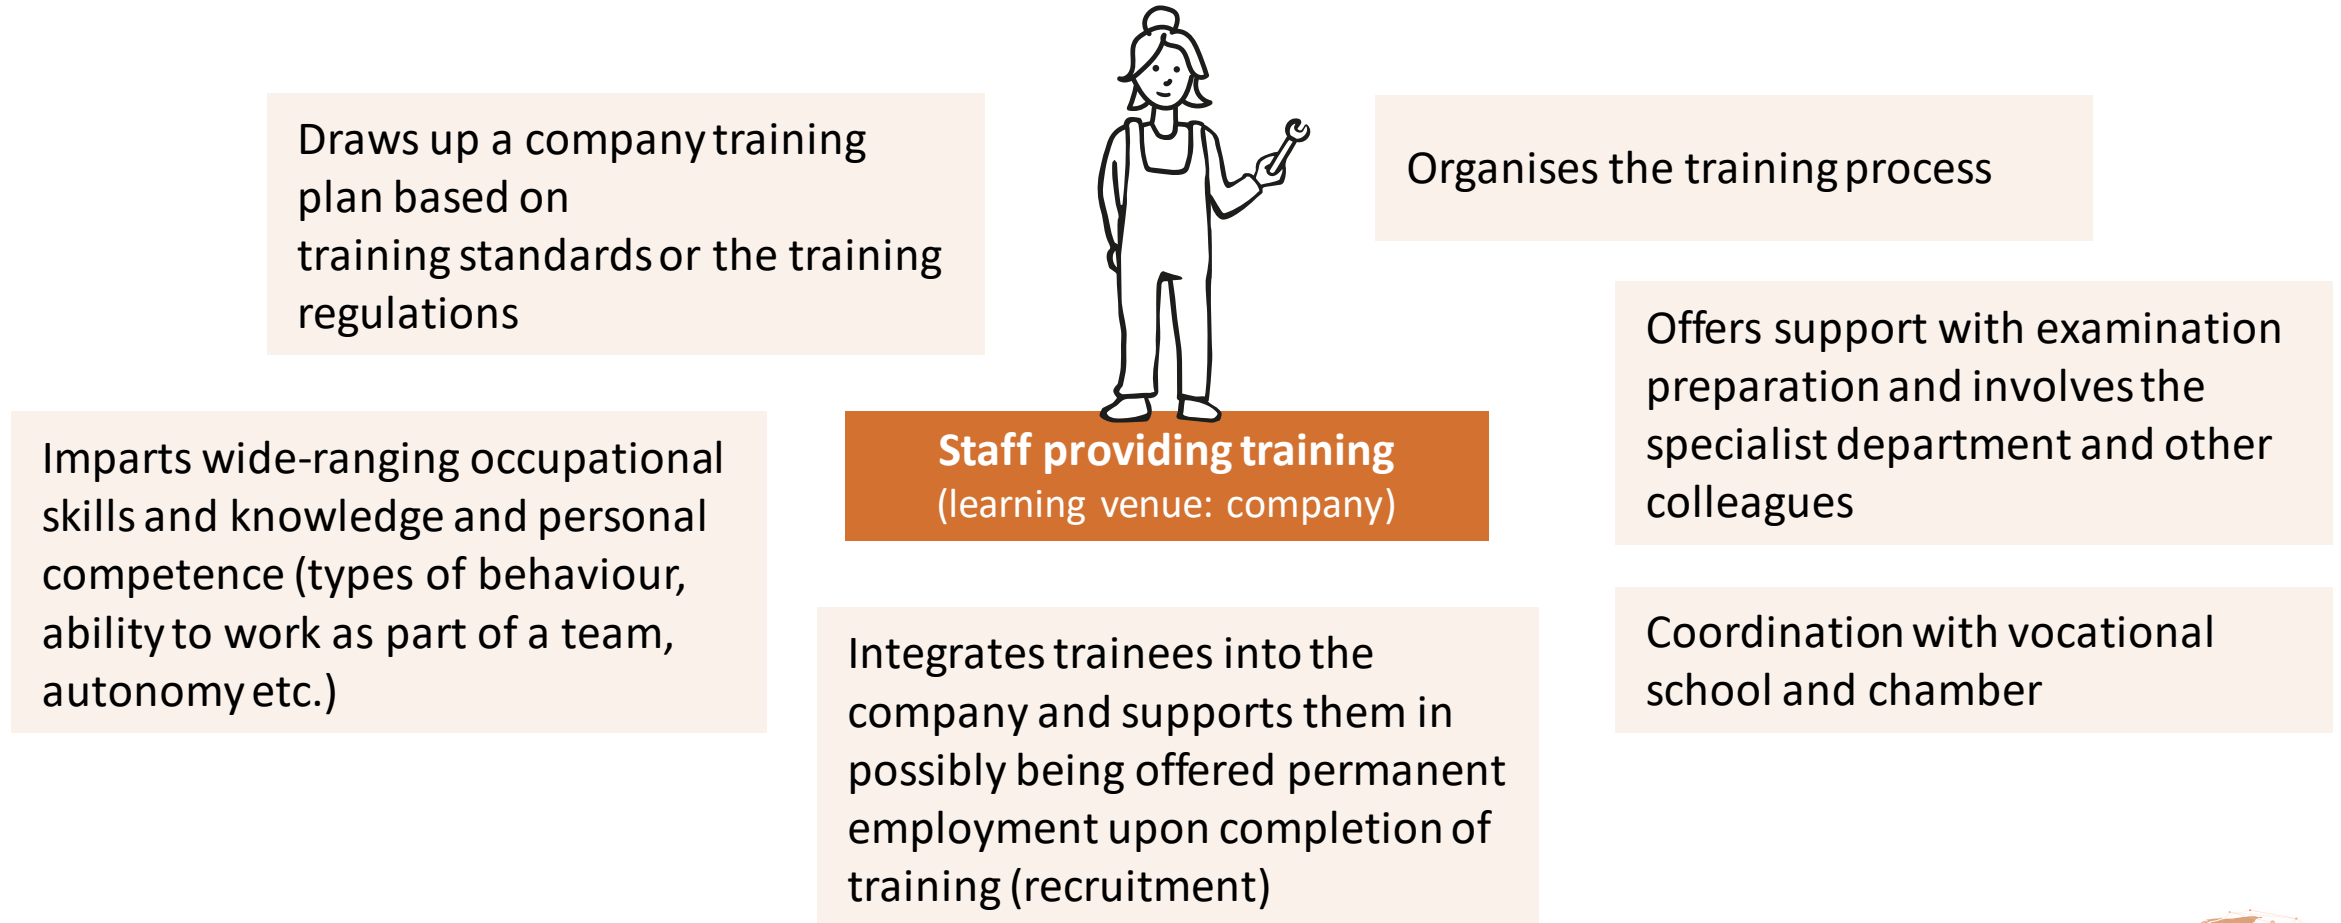 Draws up a company training
plan based on
training standards or the training
regulations
Organises the training process
Offers support with examination
preparation and involves the
specialist department and other
colleagues
Imparts wide-ranging occupational
skills and knowledge and personal
competence (types of behaviour,
ability to work as part of a team,
autonomy etc.)
Staff providing training
(learning venue: company)
Integrates trainees into the
company and supports them in
possibly being offered permanent
employment upon completion of
training (recruitment)
Coordination with vocational
school and chamber